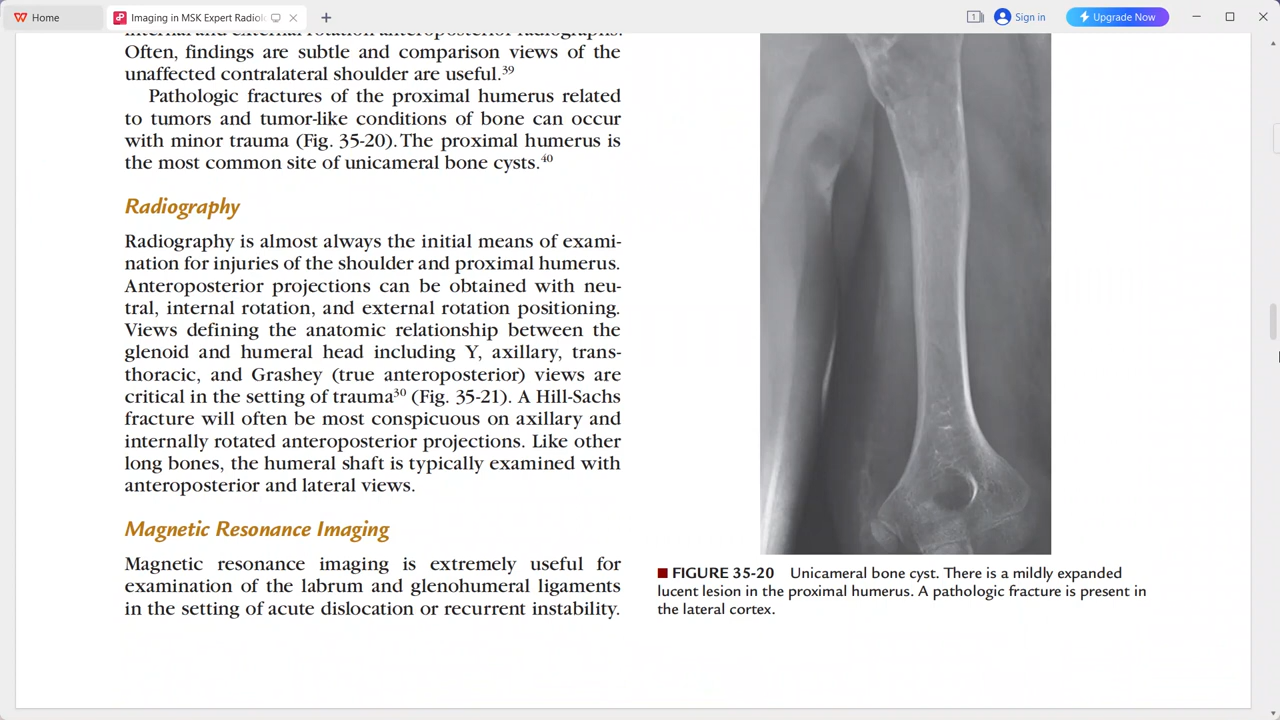 Home
Imaging in MSK Expert Radiol
1
Sign in
Upgrade Now
internal and external rotation anteroposterior radiographs.
Often, findings are subtle and comparison views of the
unaffected contralateral shoulder are useful.39
Pathologic fractures of the proximal humerus related
to tumors and tumor-like conditions of bone can occur
with minor trauma (Fig. 35-20). The proximal humerus is
the most common site of unicameral bone cysts.40
Radiography
Radiography is almost always the initial means of exami-
nation for injuries of the shoulder and proximal humerus.
Anteroposterior projections can be obtained with neu-
tral, internal rotation, and external rotation positioning.
Views defining the anatomic relationship between the
glenoid and humeral head including Y, axillary, trans-
thoracic, and Grashey (true anteroposterior) views are
critical in the setting of trauma30 (Fig. 35-21). A Hill-Sachs
fracture will often be most conspicuous on axillary and
internally rotated anteroposterior projections. Like other
long bones, the humeral shaft is typically examined with
anteroposterior and lateral views.
Magnetic Resonance Imaging
Magnetic resonance imaging is extremely useful for
examination of the labrum and glenohumeral ligaments
in the setting of acute dislocation or recurrent instability.
FIGURE 35-20 Unicameral bone cyst. There is a mildly expanded
lucent lesion in the proximal humerus. A pathologic fracture is present in
the lateral cortex.